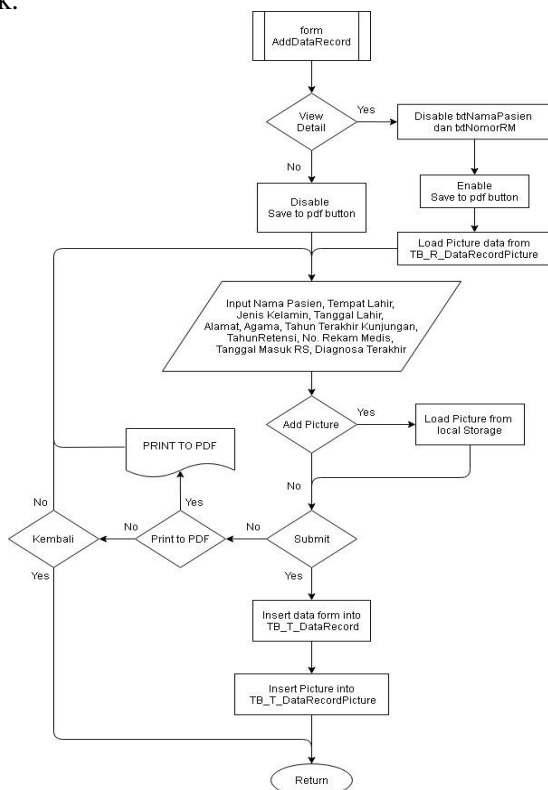 k.
form
AddDataRecord
View
Detail
Yes
Disable txtNamaPasien
dan txtNomorRM
No
Enable
Save to pdf button
Disable
Save to pdf button
Load Picture data from
TB_R_DataRecordPicture
Input Nama Pasien, Tempat Lahir,
Jenis Kelamin, Tanggal Lahir,
Alamat, Agama, Tahun Terakhir Kunjungan,
TahunRetensi, No. Rekam Medis,
Tanggal Masuk RS, Diagnosa Terakhir
Add Picture
Yes
Load Picture from
local Storage
PRINT TO PDF
No
No
Yes
Kembali
No
Print to PDF
No
Submit
Yes
Yes
Insert data form into
TB_T_DataRecord
Insert Picture into
TB_T_DataRecordPicture
Return